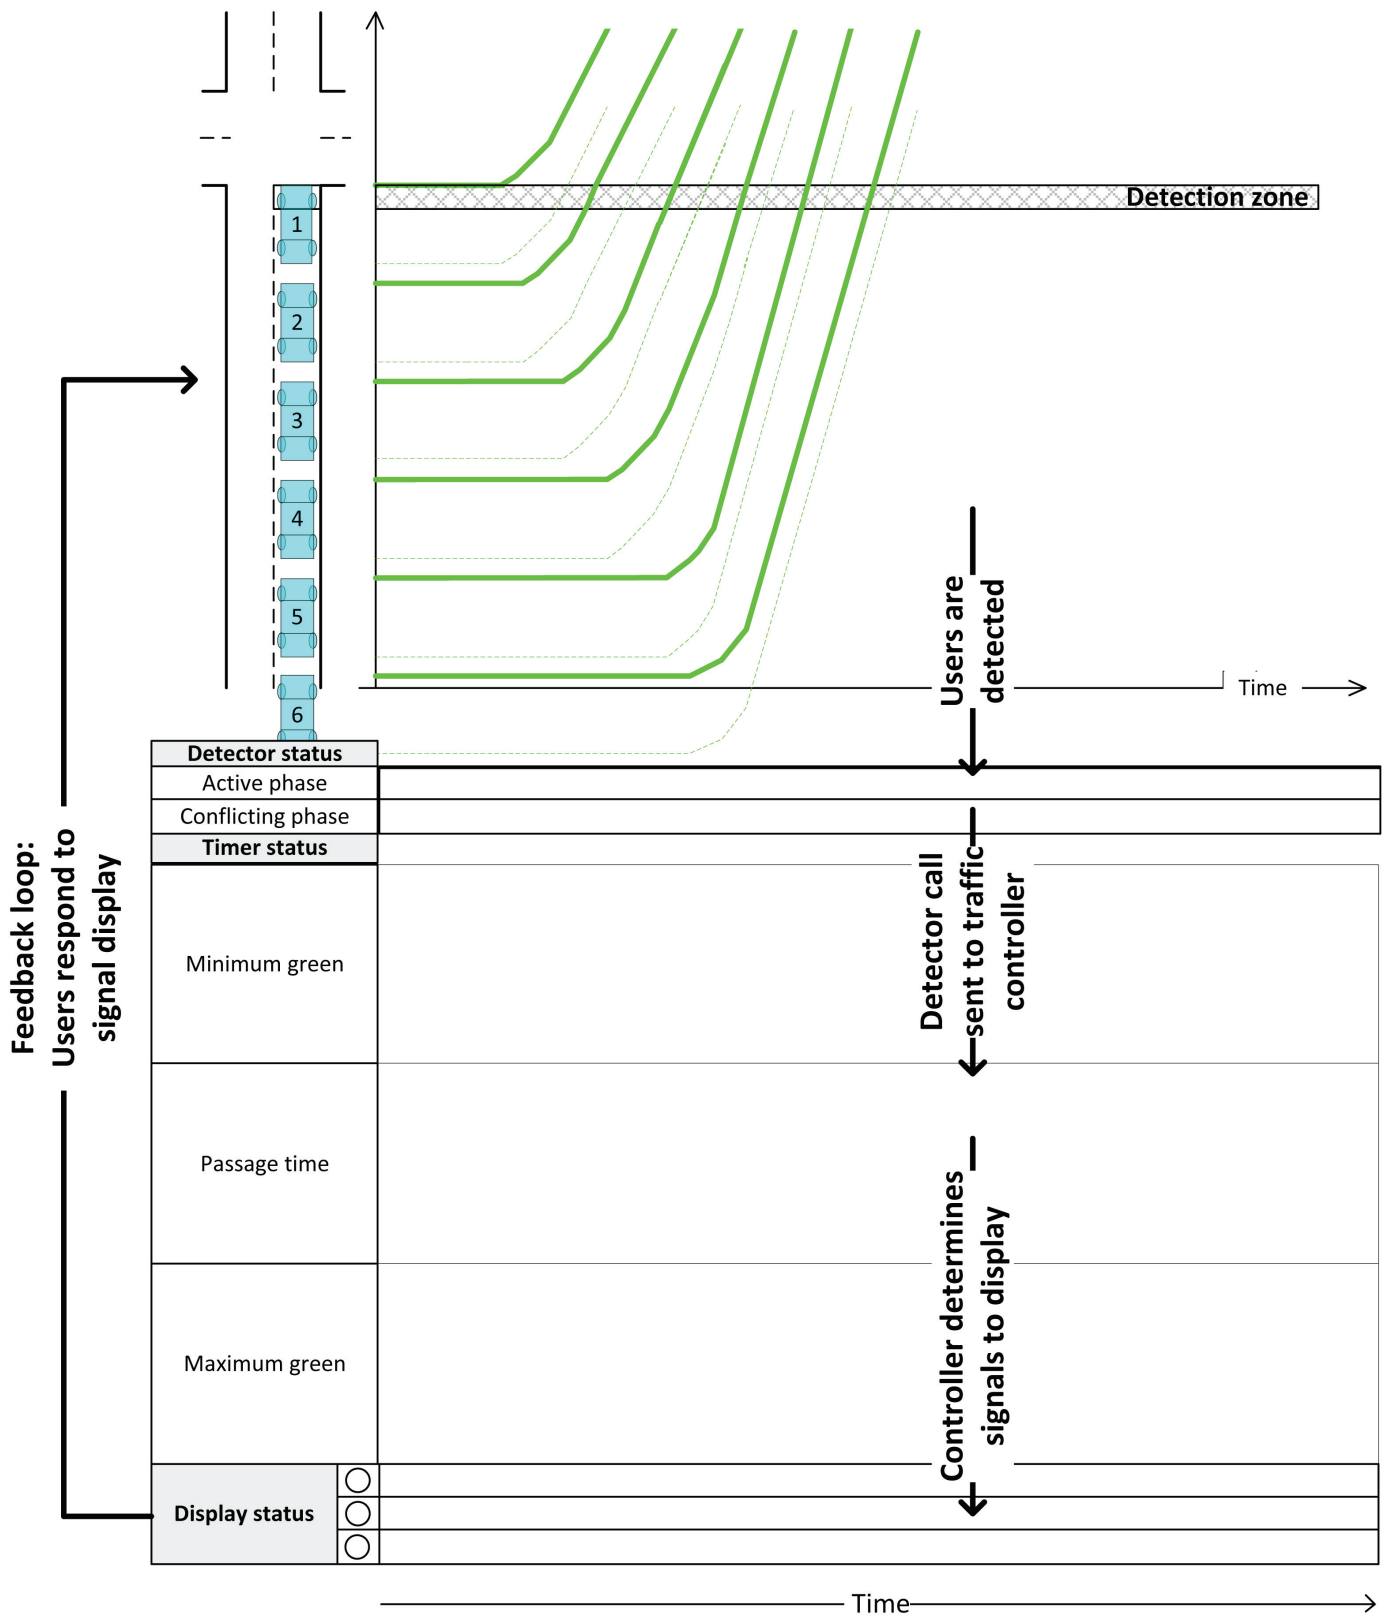 1
Detection zone
2
3
4
5
6
Users are
detected
Time
Detector status
Active phase
Conflicting phase
Timer status
Minimum green
Passage time
Maximum green
Display status
Detector call
sent to traffic
controller
Controller determines
signals to display
Feedback loop:
Users respond to
signal display
Time